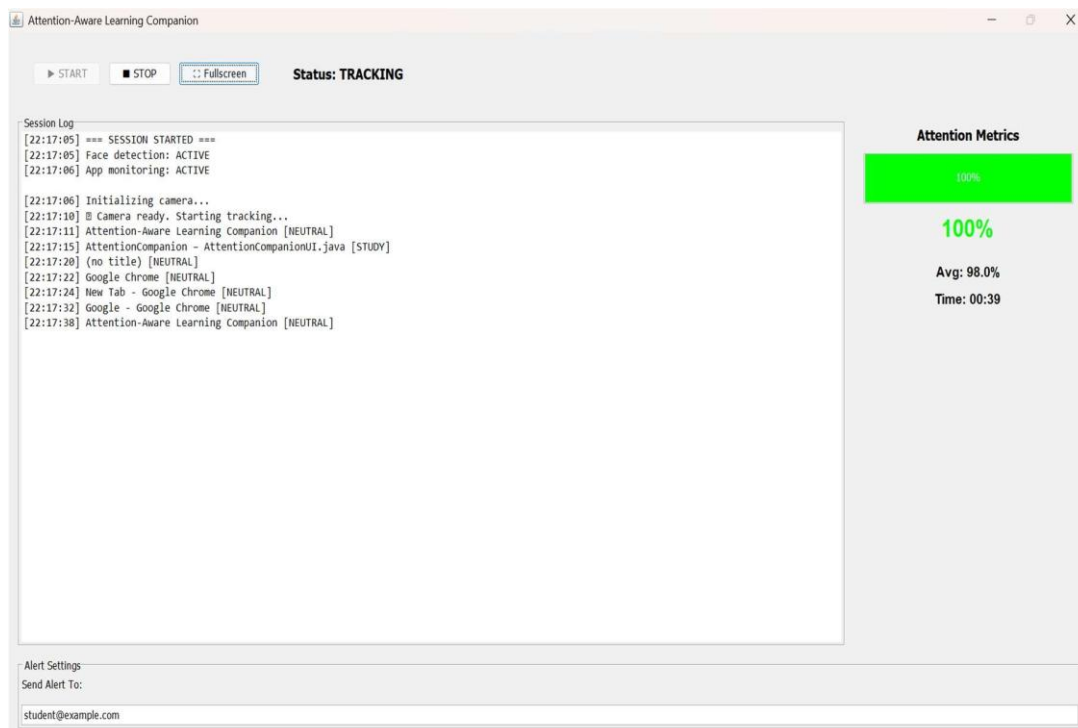 Attention-Aware Learning Companion
▶ START ■ STOP Fullscreen Status: TRACKING
Session Log
[22:17:05] === SESSION STARTED ===
[22:17:05] Face detection: ACTIVE
[22:17:06] App monitoring: ACTIVE
[22:17:06] Initializing camera...
[22:17:10] Camera ready. Starting tracking...
[22:17:11] Attention-Aware Learning Companion [NEUTRAL]
[22:17:15] AttentionCompanion – AttentionCompanionUI.java [STUDY]
[22:17:20] (no title) [NEUTRAL]
[22:17:22] Google Chrome [NEUTRAL]
[22:17:24] New Tab - Google Chrome [NEUTRAL]
[22:17:32] Google - Google Chrome [NEUTRAL]
[22:17:38] Attention-Aware Learning Companion [NEUTRAL]
Attention Metrics
100%
100%
Avg: 98.0%
Time: 00:39
Alert Settings
Send Alert To:
student@example.com